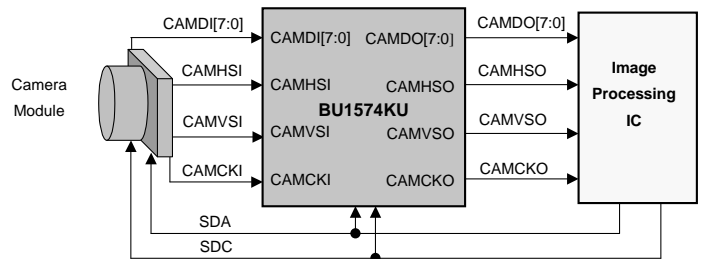 CAMDI[7:0]
CAMHSI
CAMVSI
CAMCKI
Camera
Module
CAMDI[7:0]
CAMHSI
CAMVSI
CAMCKI
BU1574KU
CAMDO[7:0]
CAMHSO
CAMVSO
CAMCKO
CAMDO[7:0]
CAMHSO
CAMVSO
CAMCKO
Image
Processing
IC
SDA
SDC